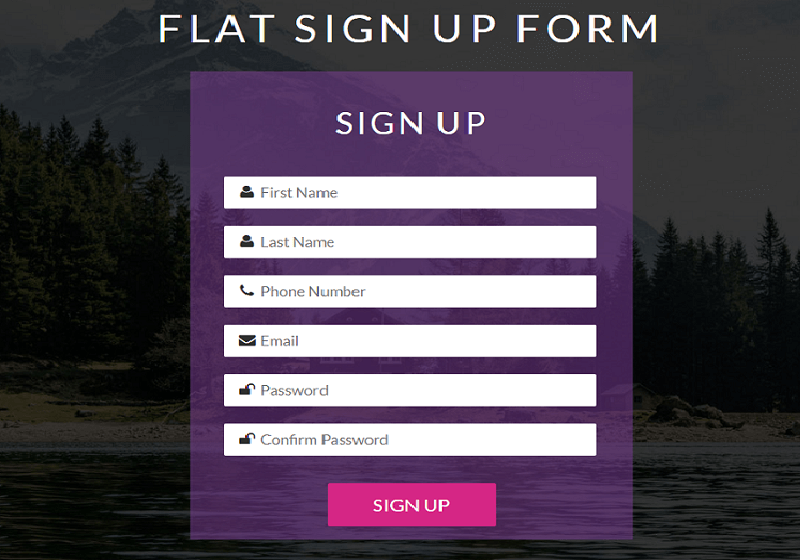 FLAT SIGN UP FORM
SIGN UP
First Name
Last Name
Phone Number
Email
Password
Confirm Password
SIGN UP